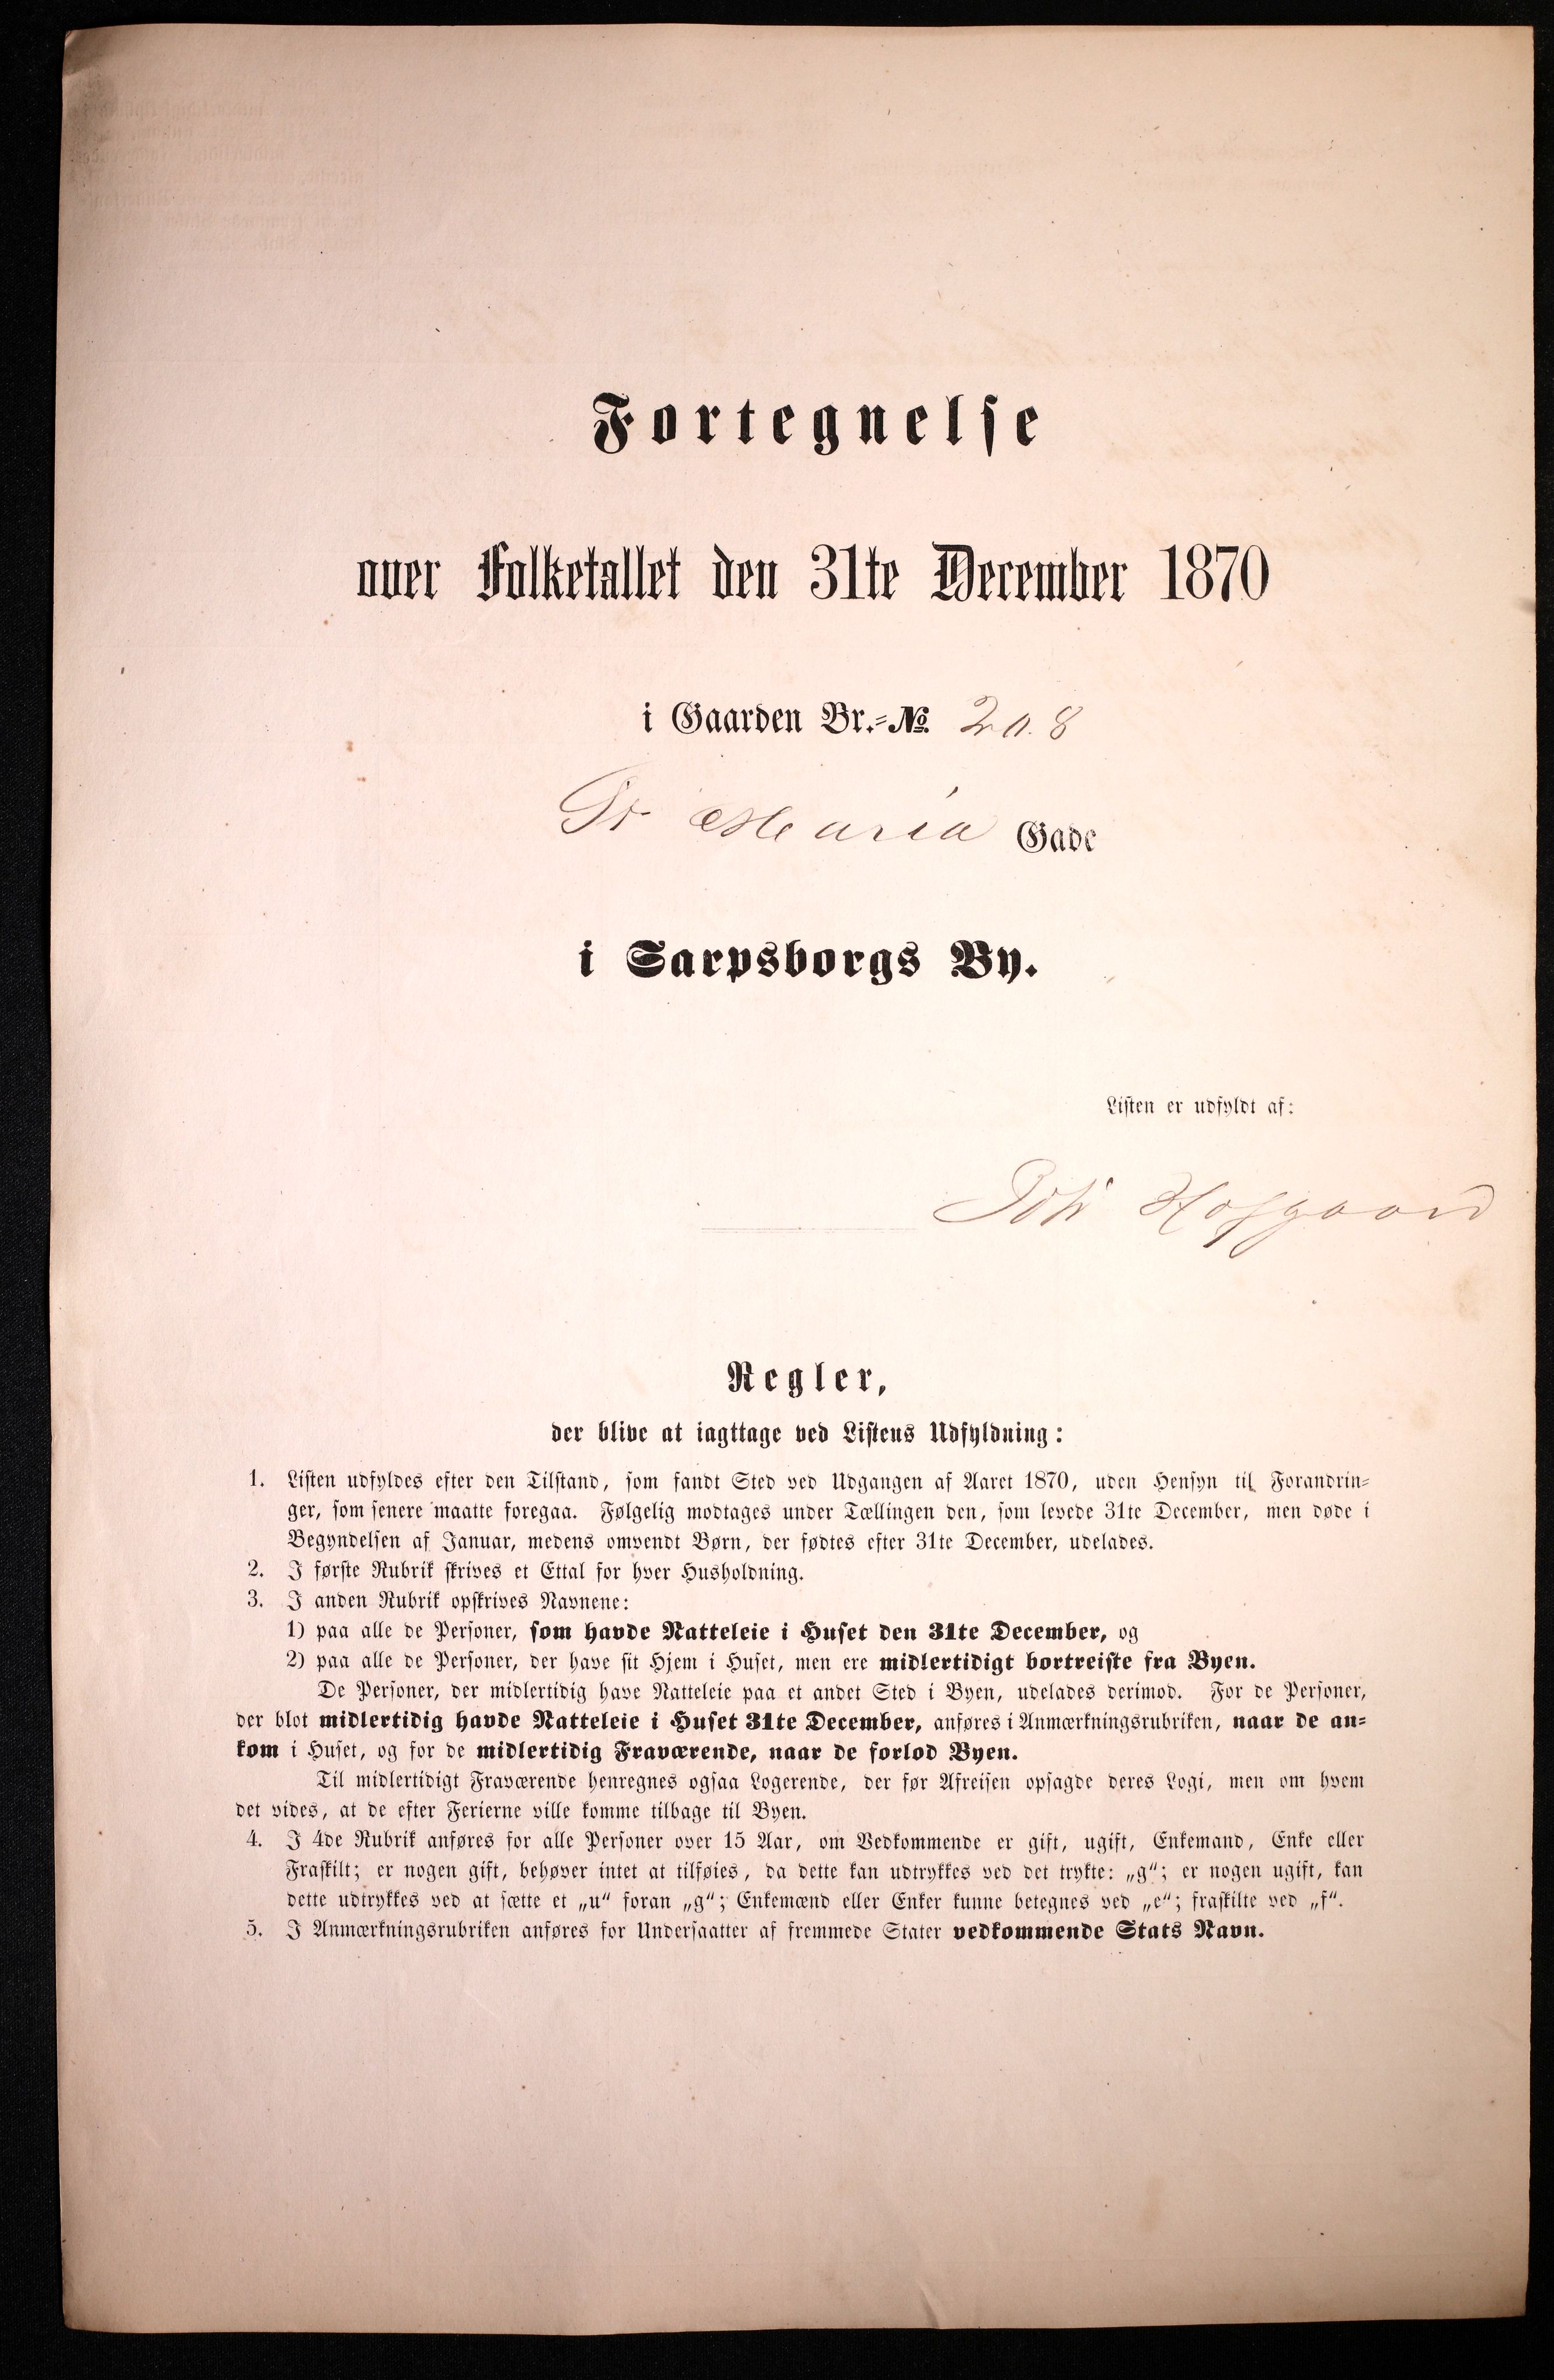 Fortegnelse
over Folketallet den 31te December 1870
i Gaarden Br.=№ 208
St Maria Gade
i Sarpsborgs By.
Listen er udfyldt af:
Joh Hofgaard
Regler,
der blive at iagttage ved Listens Udfyldning:
1. Listen udfyldes efter den Tilstand, som fandt Sted ved Udgangen af Aaret 1870, uden Hensyn til Forandrin=
ger, som senere maatte foregaa. Følgelig modtages under Tællingen den, som levede 31te December, men døde i
Begyndelsen af Januar, medens omvendt Børn, der fødtes efter 31te December, udelades.
2. I første Rubrik skrives et Ettal for hver Husholdning.
3. I anden Rubrik opskrives Navnene:
1) paa alle de Personer, som havde Natteleie i Huset den 31te December, og
2) paa alle de Personer, der have sit Hjem i Huset, men ere midlertidigt bortreiste fra Byen.
De Personer, der midlertidig have Natteleie paa et andet Sted i Byen, udelades derimod. For de Personer,
der blot midlertidig havde Natteleie i Huset 31te December, anføres i Anmærkningsrubriken, naar de an=
kom i Huset, og for de midlertidig Fraværende, naar de forlod Byen.
Til midlertidigt Fraværende henregnes ogsaa Logerende, der før Afreisen opsagde deres Logi, men om hvem
det vides, at de efter Ferierne ville komme tilbage til Byen.
4. I 4de Rubrik anføres for alle Personer over 15 Aar, om Vedkommende er gift, ugift, Enkemand, Enke eller
Fraskilt; er nogen gift, behøver intet at tilføies, da dette kan udtrykkes ved det trykte: „g“; er nogen ugift, kan
dette udtrykkes ved at sætte et „u“ foran „g“; Enkemænd eller Enker kunne betegnes ved „e“; fraskilte ved „f“.
5. I Anmærkningsrubriken anføres for Undersaatter af fremmede Stater vedkommende Stats Navn.